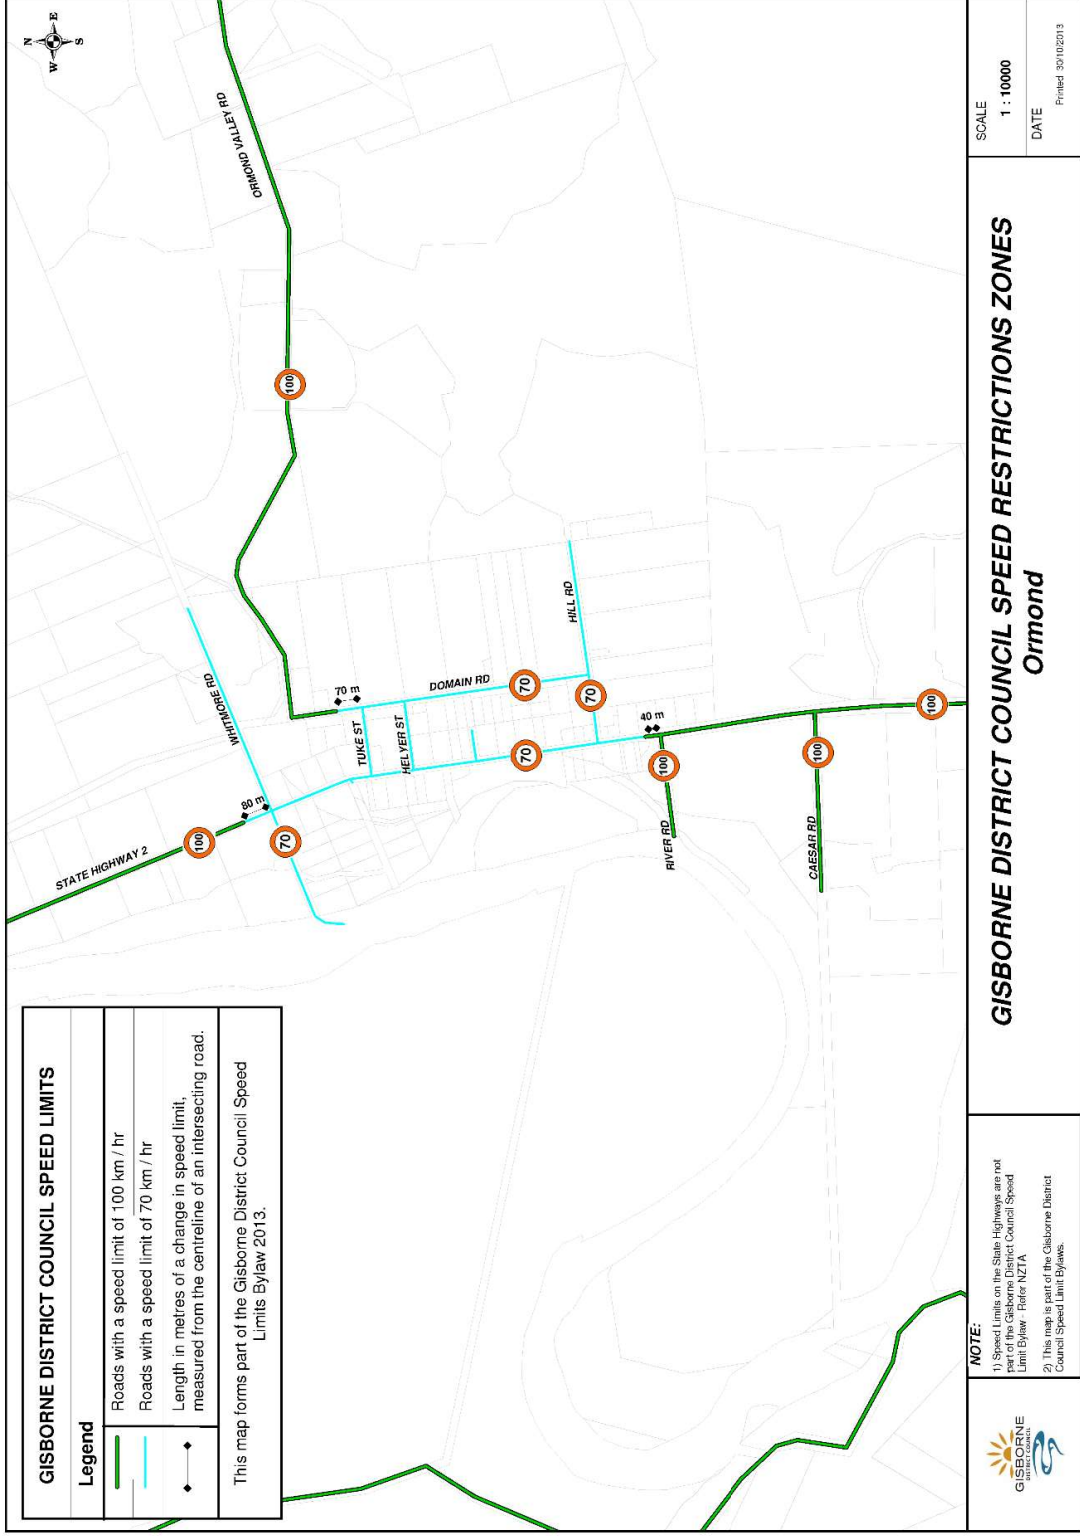 GISBORNE DISTRICT COUNCIL SPEED LIMITS
Legend
Roads with a speed limit of 100 km / hr
Roads with a speed limit of 70 km / hr
Length in metres of a change in speed limit,
measured from the centreline of an intersecting road.
This map forms part of the Gisborne District Council Speed
Limits Bylaw 2013.
N
E
S
W
STATE HIGHWAY 2
100
80 m
70
WHITMORE RD
ORMOND VALLEY RD
100
70 m
TUKE ST
HELYER ST
DOMAIN RD
70
70
HILL RD
70
40 m
100
RIVER RD
100
CAESAR RD
100
GISBORNE
DISTRICT COUNCIL
NOTE:
1) Speed Limits on the State Highways are not
part of the Gisborne District Council Speed
Limit Bylaw - Refer NZTA
2) This map is part of the Gisborne District
Council Speed Limit Bylaws.
GISBORNE DISTRICT COUNCIL SPEED RESTRICTIONS ZONES
Ormond
SCALE
1 : 10000
DATE
Printed 30/10/2013